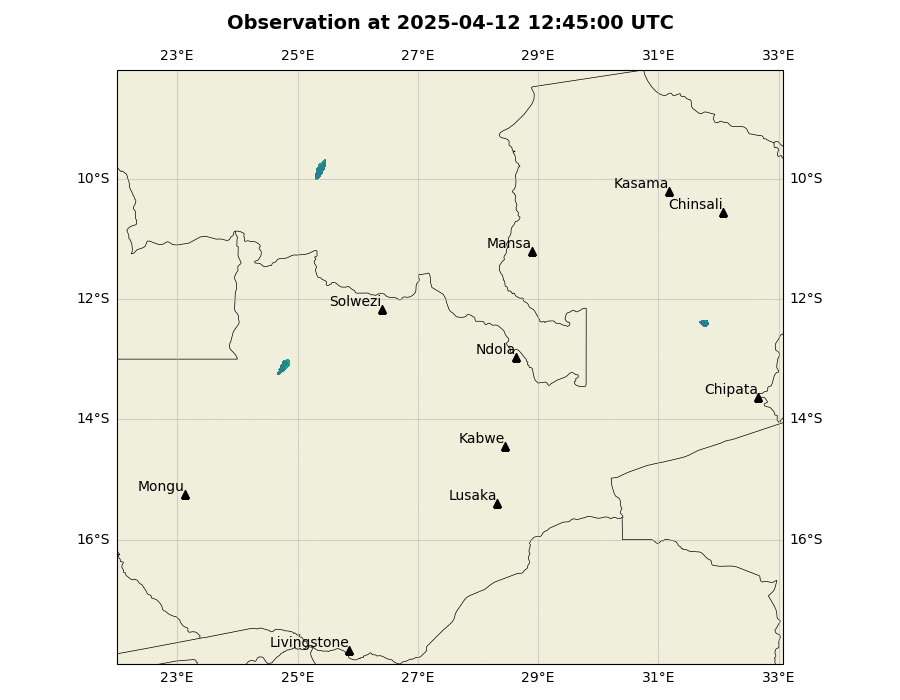 Observation at 2025-04-12 12:45:00 UTC
23°E 25°E 27°E 29°E 31°E 33°E
10°S 10°S
Kasama
Chinsali
Mansa
12°S 12°S
Solwezi
Ndola
Chipata
14°S 14°S
Kabwe
Mongu
Lusaka
16°S 16°S
Livingstone
23°E 25°E 27°E 29°E 31°E 33°E